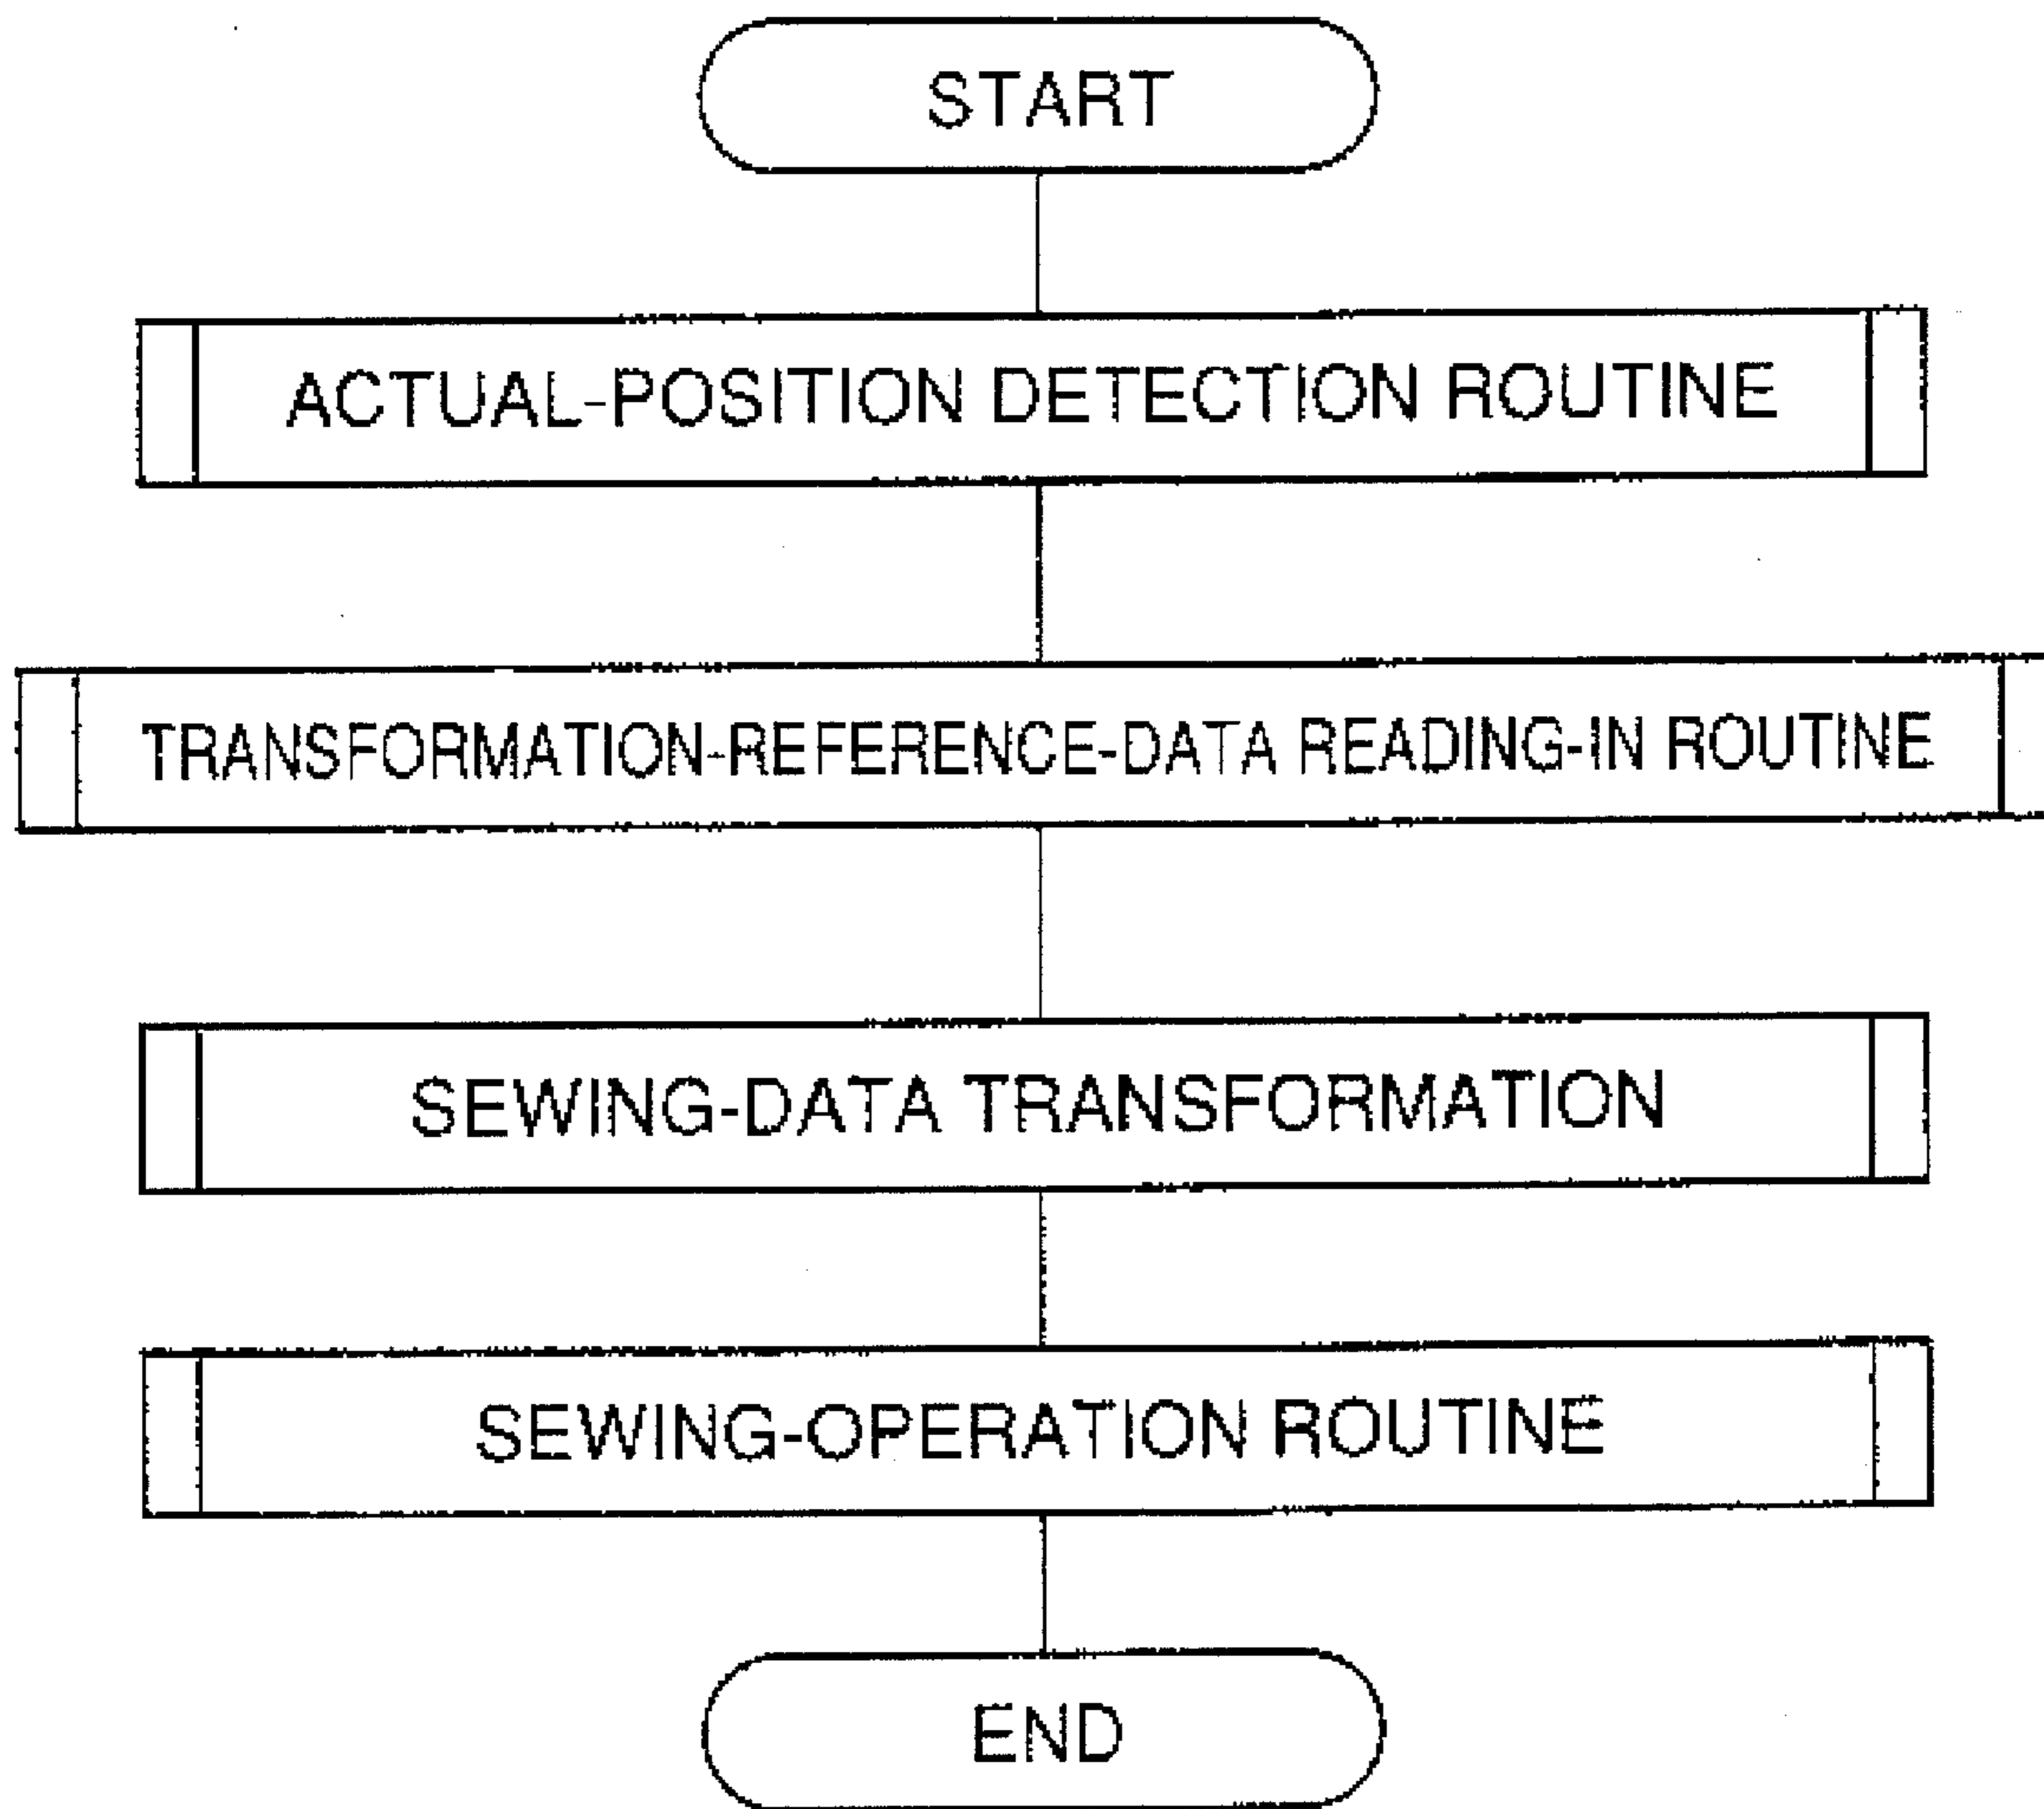 START
ACTUAL-POSITION DETECTION ROUTINE
TRANSFORMATION-REFERENCE-DATA READING-IN ROUTINE
SEWING-DATA TRANSFORMATION
SEWING-OPERATION ROUTINE
END